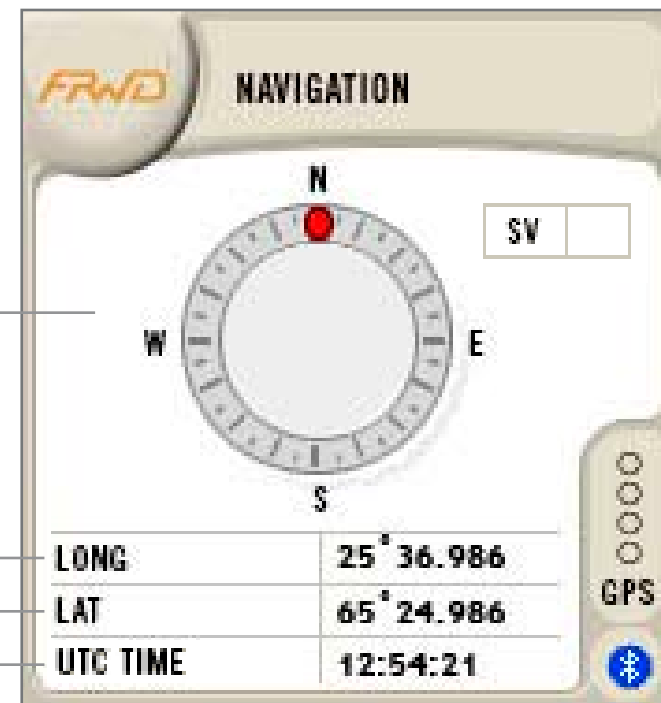 FRWD
NAVIGATION
N
SV
W
E
S
LONG 25°36.986
LAT 65°24.986
UTC TIME 12:54:21
GPS